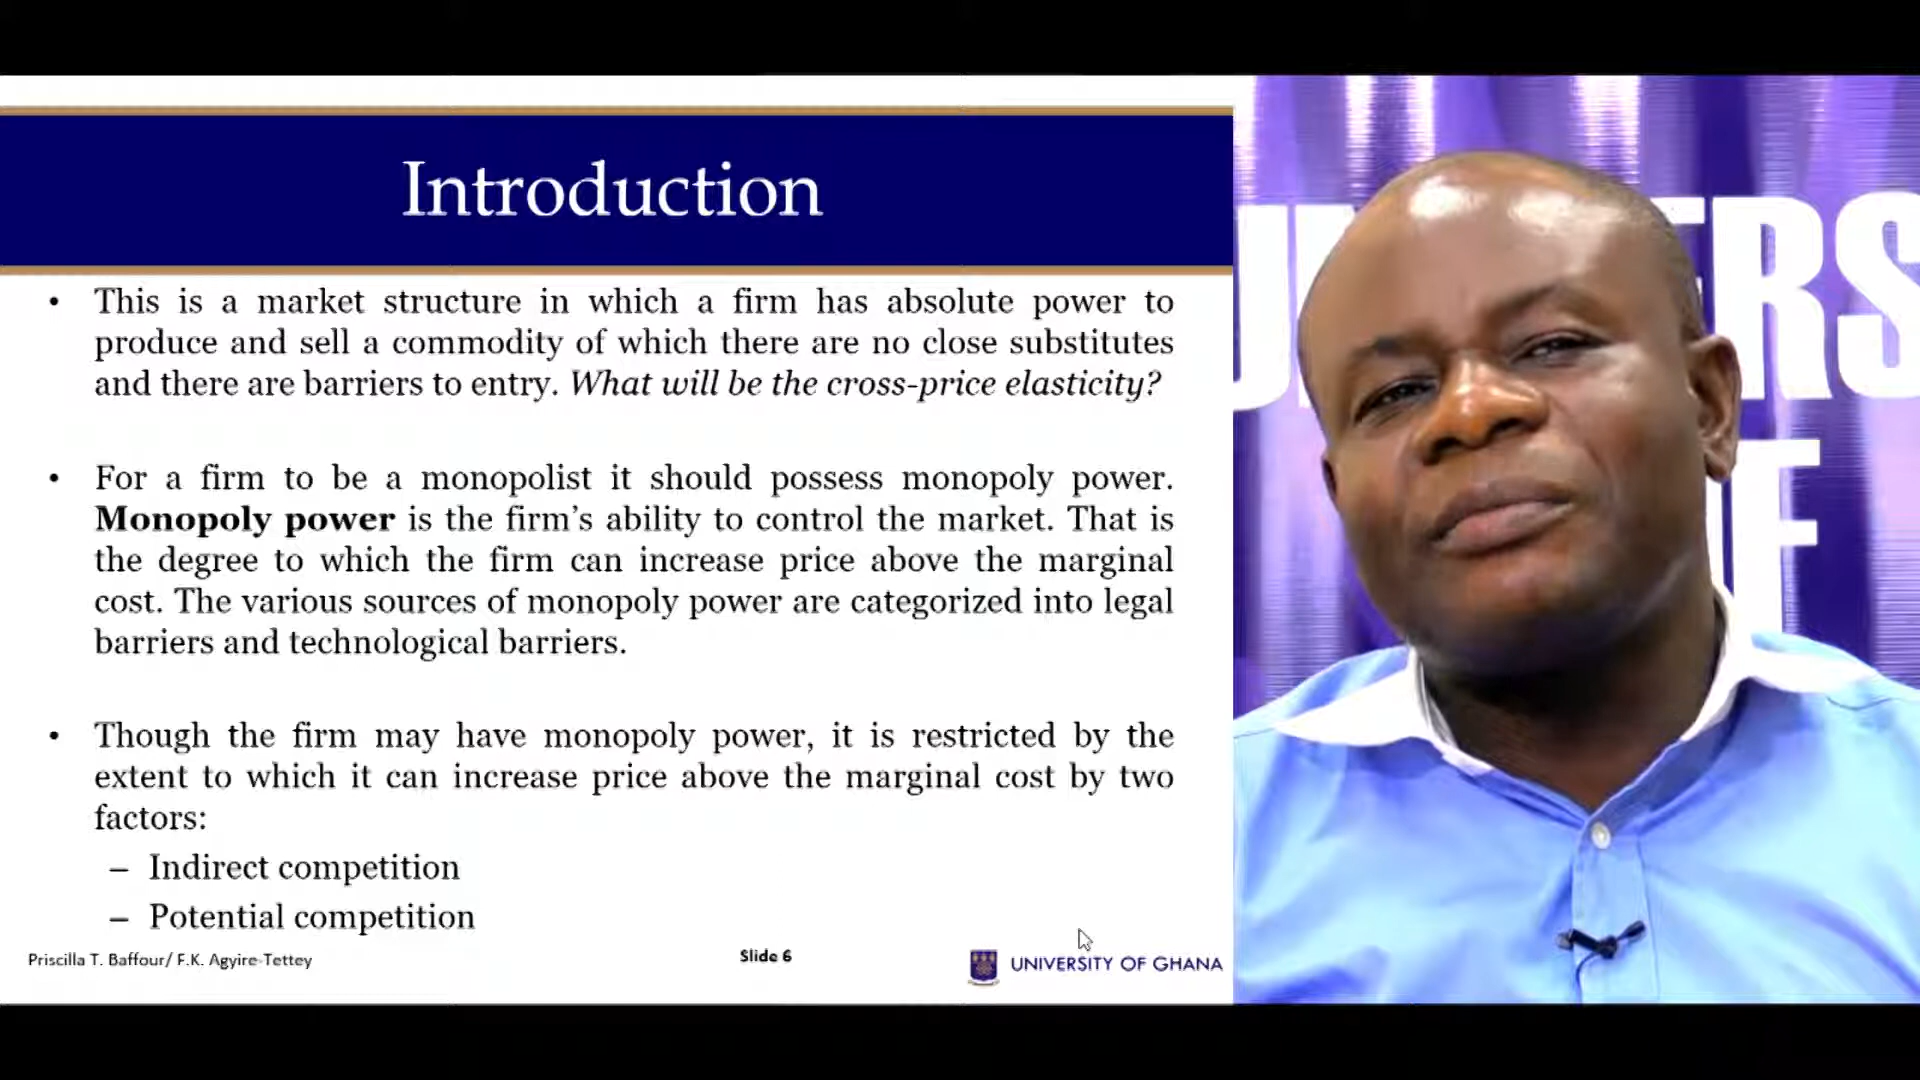 Introduction
• This is a market structure in which a firm has absolute power to
produce and sell a commodity of which there are no close substitutes
and there are barriers to entry. What will be the cross-price elasticity?
• For a firm to be a monopolist it should possess monopoly power.
Monopoly power is the firm's ability to control the market. That is
the degree to which the firm can increase price above the marginal
cost. The various sources of monopoly power are categorized into legal
barriers and technological barriers.
• Though the firm may have monopoly power, it is restricted by the
extent to which it can increase price above the marginal cost by two
factors:
– Indirect competition
– Potential competition
Priscilla T. Baffour/ F.K. Agyire-Tettey
Slide 6
UNIVERSITY OF GHANA